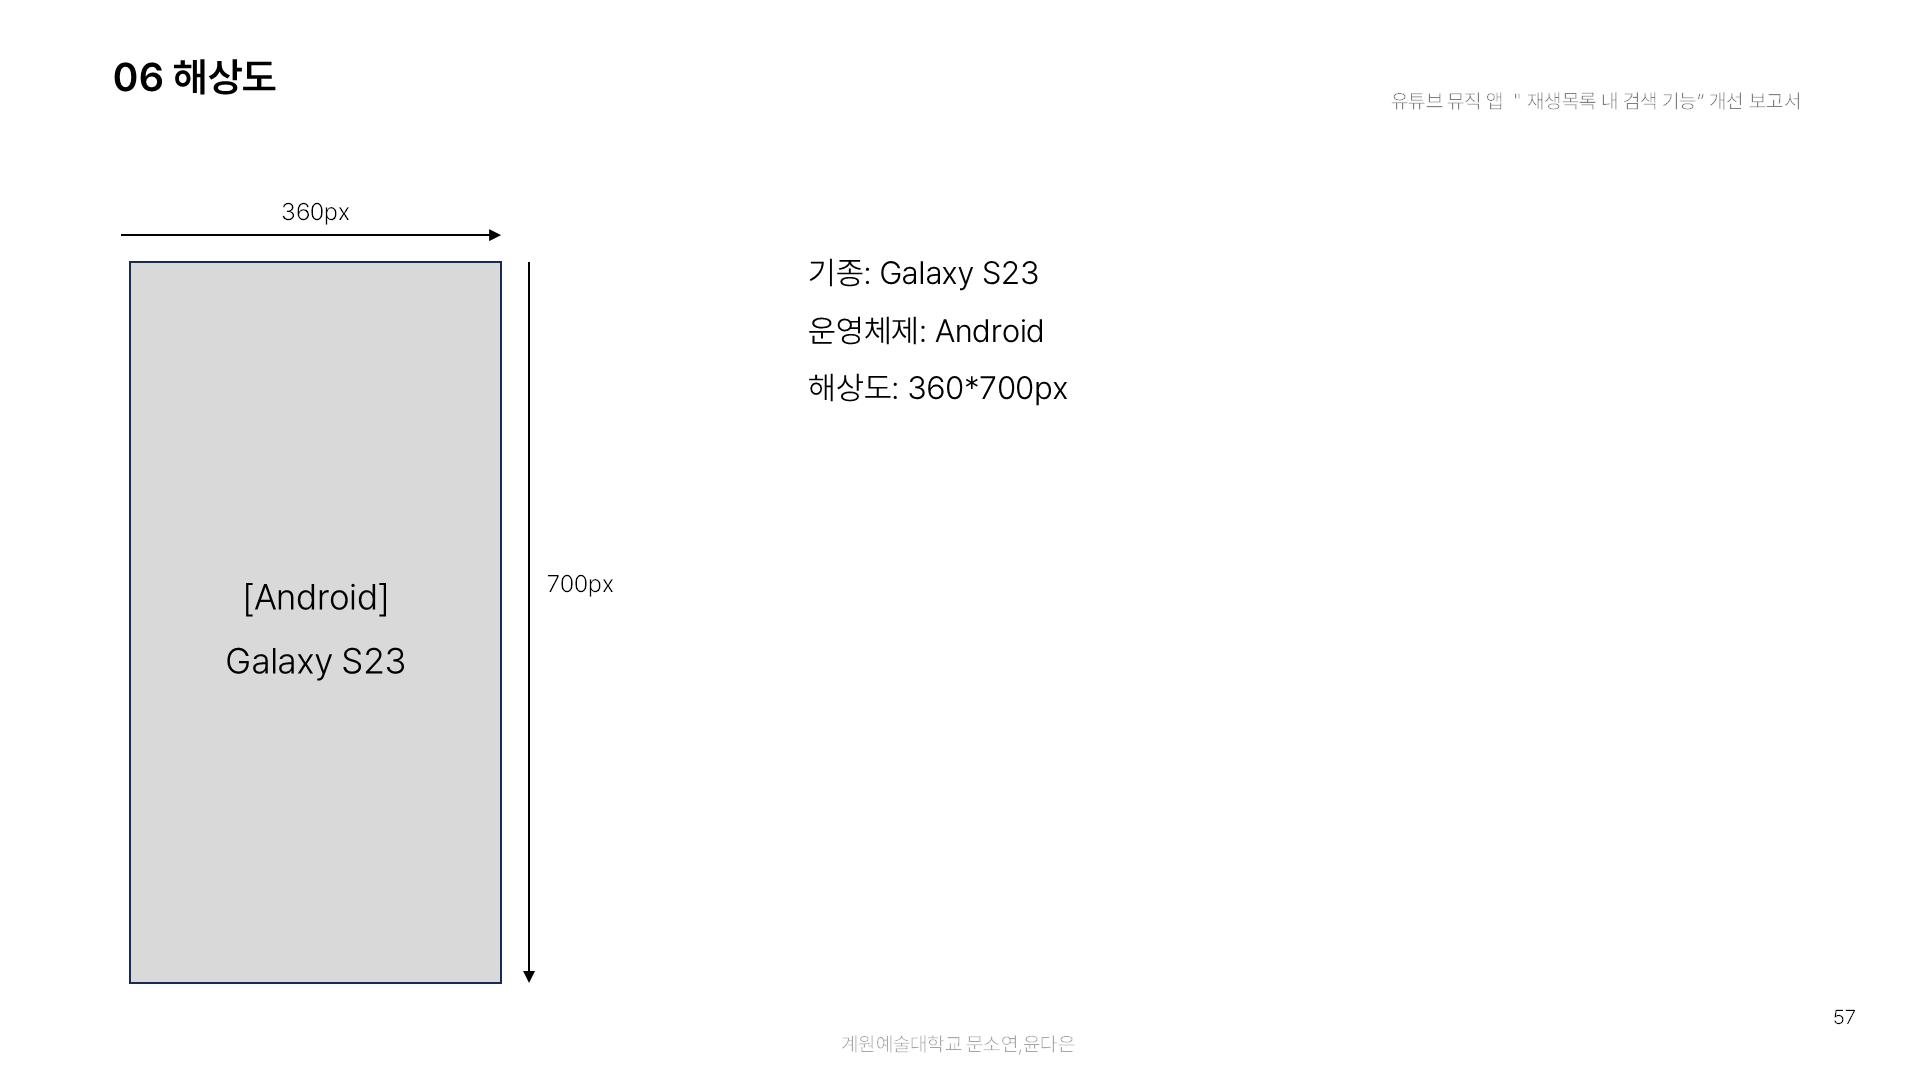 06 해상도
유튜브 뮤직 앱 " 재생목록 내 검색 기능“ 개선 보고서
360px
기종: Galaxy S23
운영체제: Android
해상도: 360*700px
700px
[Android]
Galaxy S23
57
계원예술대학교 문소연,윤다은